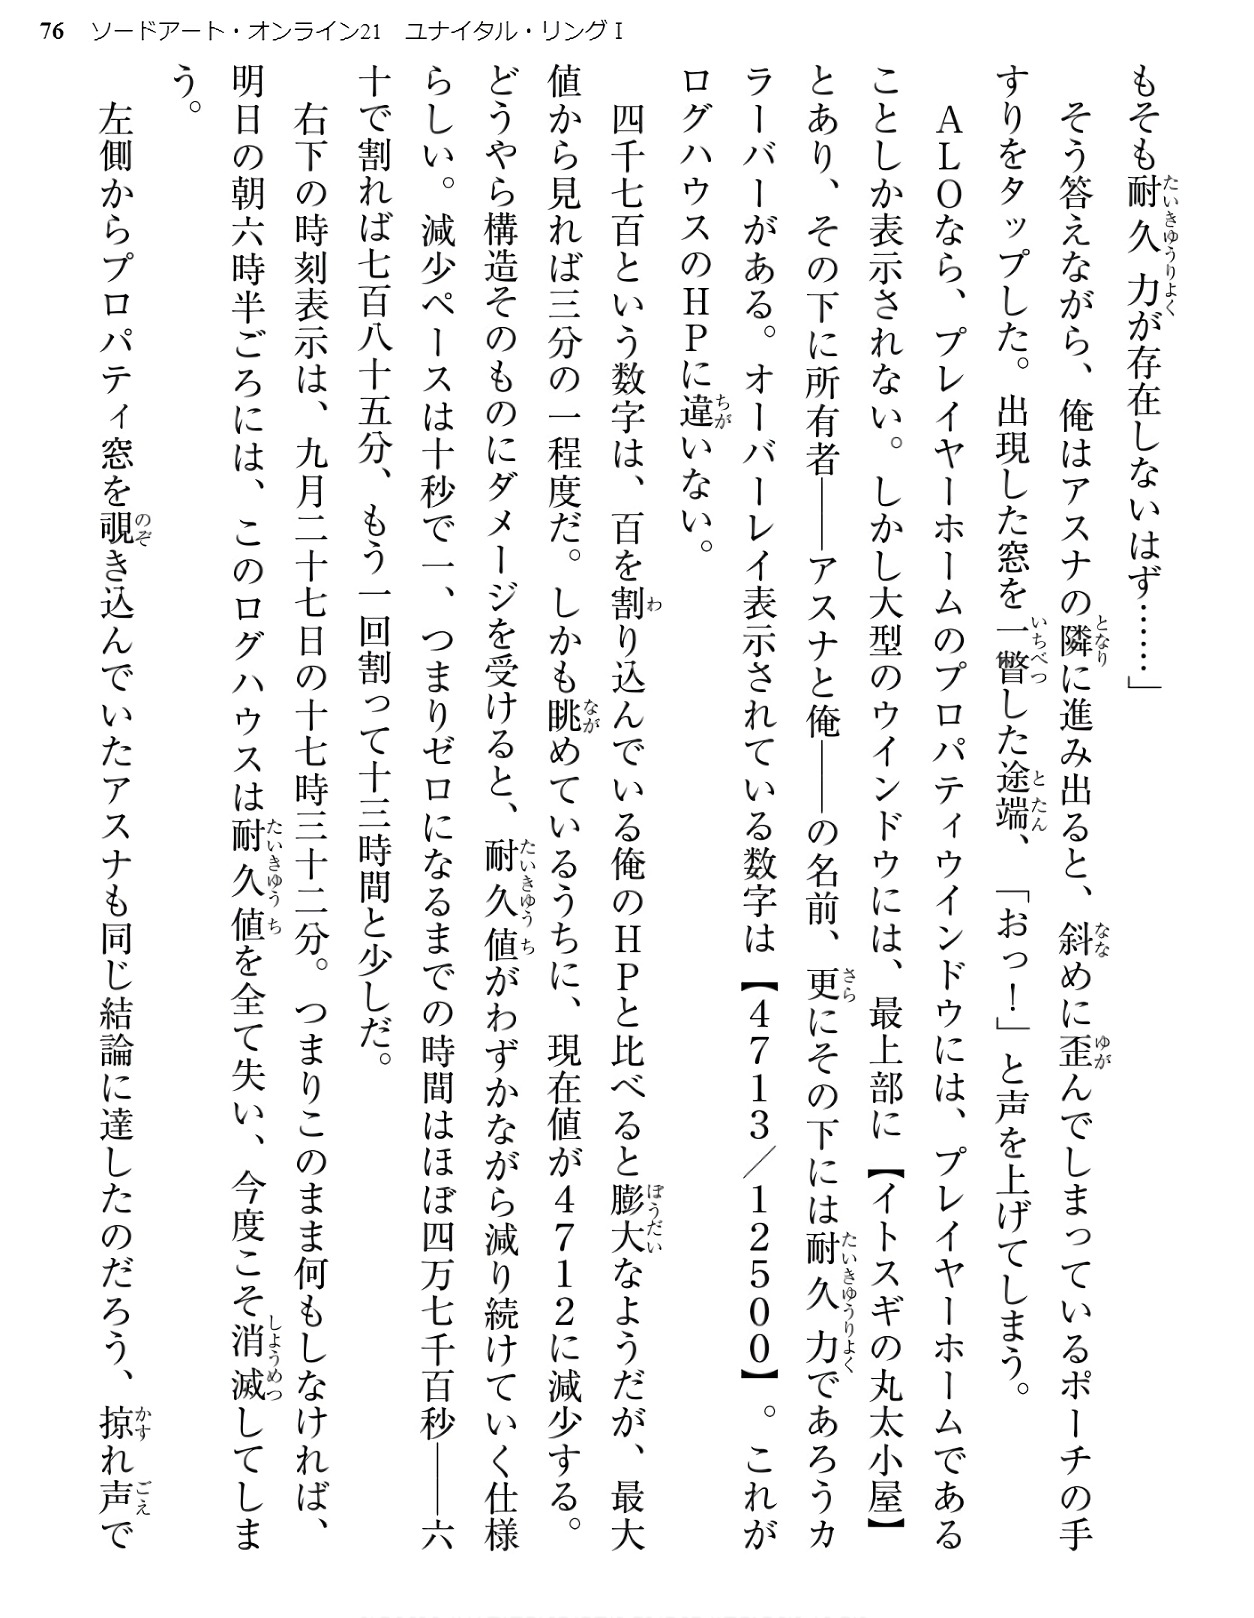 76 ソードアート・オンライン21 ユナイタル・リングⅠ
もそも耐久力が存在しないはず……」
　そう答えながら、俺はアスナの隣に進み出ると、斜めに歪んでしまっているポーチの手
すりをタップした。出現した窓を一瞥した途端、「おっ！」と声を上げてしまう。
　ＡＬＯなら、プレイヤーホームのプロパティウインドウには、プレイヤーホームである
ことしか表示されない。しかし大型のウインドウには、最上部に【イトスギの丸太小屋】
とあり、その下に所有者――アスナと俺――の名前、更にその下には耐久力であろうカ
ラーバーがある。オーバーレイ表示されている数字は【４７１３／１２５００】。これが
ログハウスのＨＰに違いない。
　四千七百という数字は、百を割り込んでいる俺のＨＰと比べると膨大なようだが、最大
値から見れば三分の一程度だ。しかも眺めているうちに、現在値が４７１２に減少する。
どうやら構造そのものにダメージを受けると、耐久値がわずかながら減り続けていく仕様
らしい。減少ペースは十秒で一、つまりゼロになるまでの時間はほぼ四万七千百秒――六
十で割れば七百八十五分、もう一回割って十三時間と少しだ。
　右下の時刻表示は、九月二十七日の十七時三十二分。つまりこのまま何もしなければ、
明日の朝六時半ごろには、このログハウスは耐久値を全て失い、今度こそ消滅してしま
う。
　左側からプロパティ窓を覗き込んでいたアスナも同じ結論に達したのだろう、掠れ声で